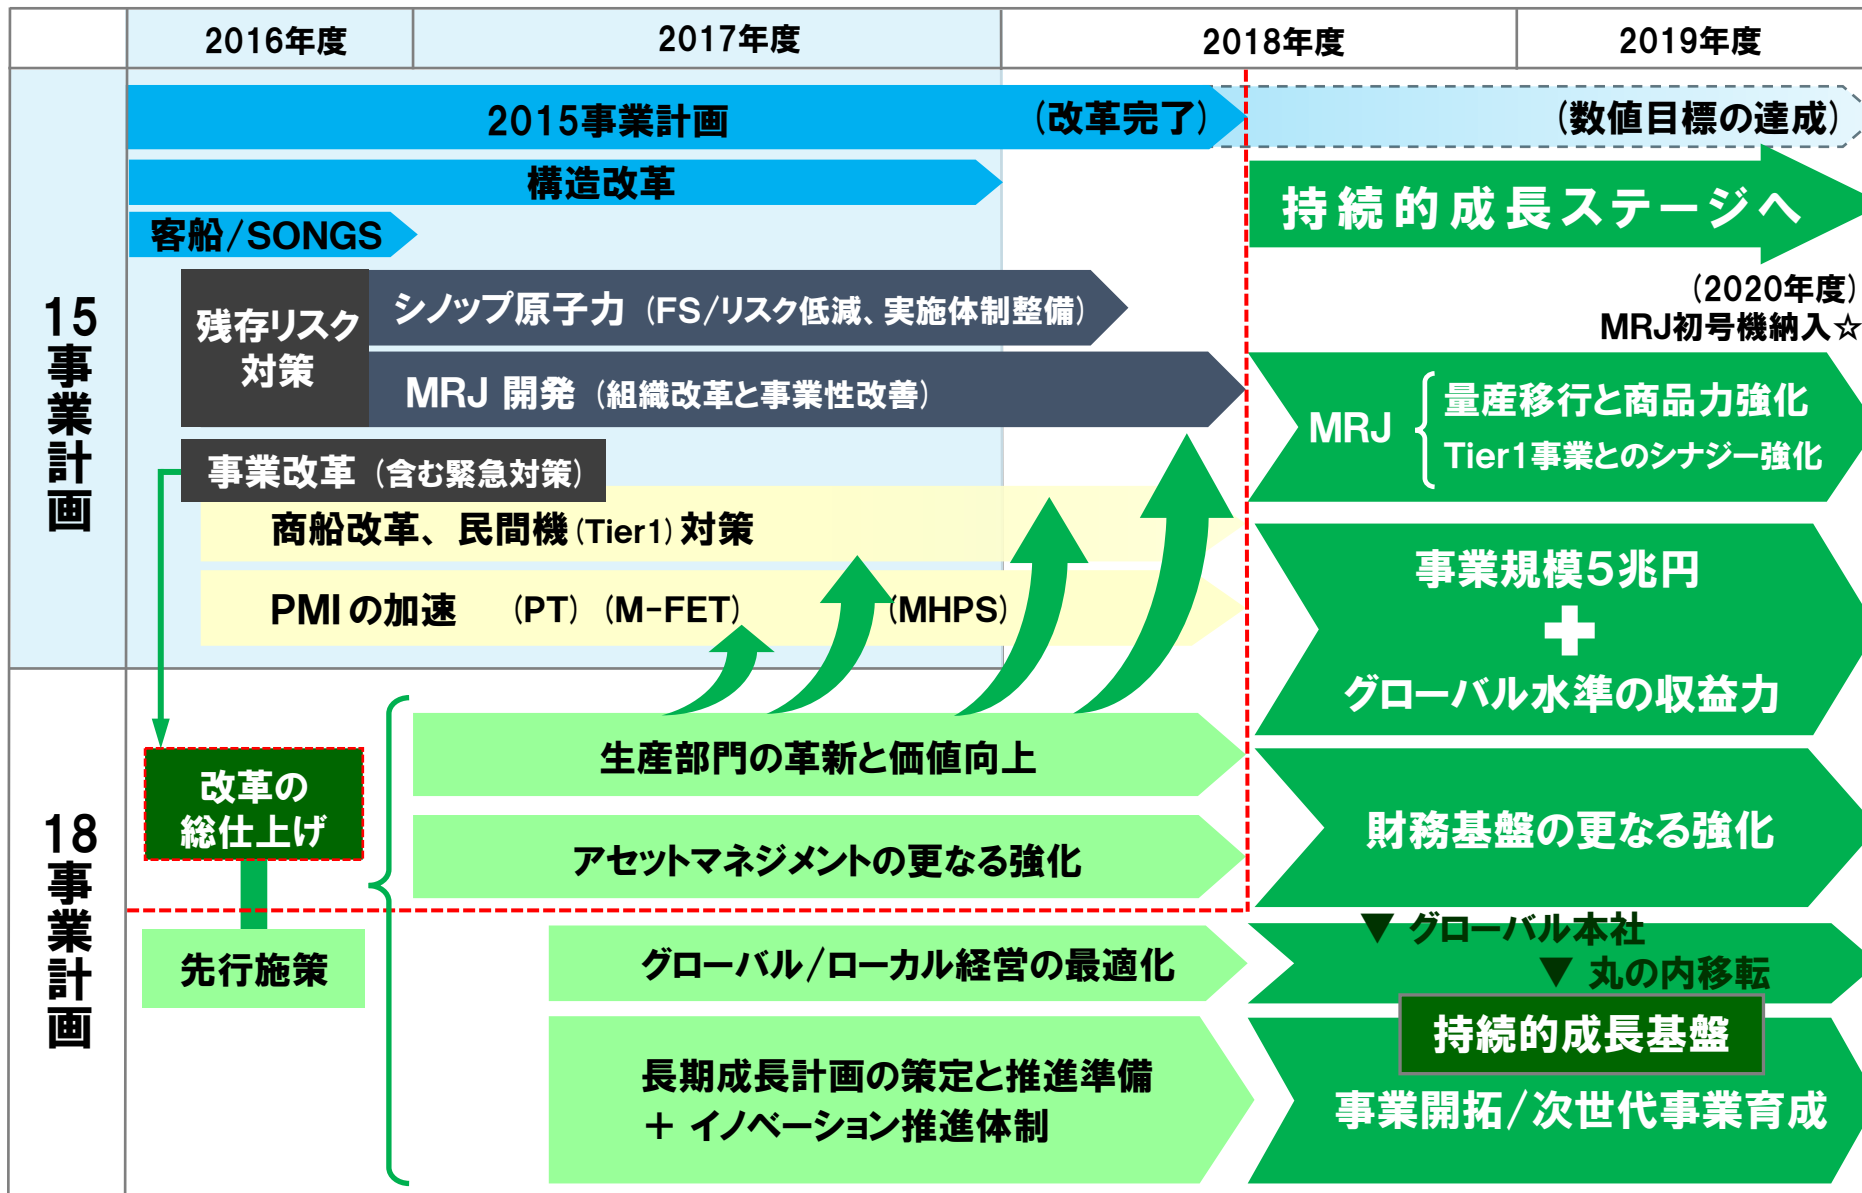 2016年度
2017年度
2018年度
2019年度
15事業計画
2015事業計画
(改革完了)
(数値目標の達成)
構造改革
持続的成長ステージへ
客船/SONGS
残存リスク
対策
シノップ原子力 (FS/リスク低減、実施体制整備)
(2020年度)
MRJ初号機納入☆
MRJ 開発 (組織改革と事業性改善)
MRJ
量産移行と商品力強化
Tier1事業とのシナジー強化
事業改革 (含む緊急対策)
商船改革、民間機(Tier1)対策
PMIの加速 (PT) (M-FET) (MHPS)
事業規模5兆円
+
グローバル水準の収益力
18事業計画
改革の
総仕上げ
生産部門の革新と価値向上
アセットマネジメントの更なる強化
財務基盤の更なる強化
先行施策
グローバル/ローカル経営の最適化
▼ グローバル本社
▼ 丸の内移転
長期成長計画の策定と推進準備
+ イノベーション推進体制
持続的成長基盤
事業開拓/次世代事業育成